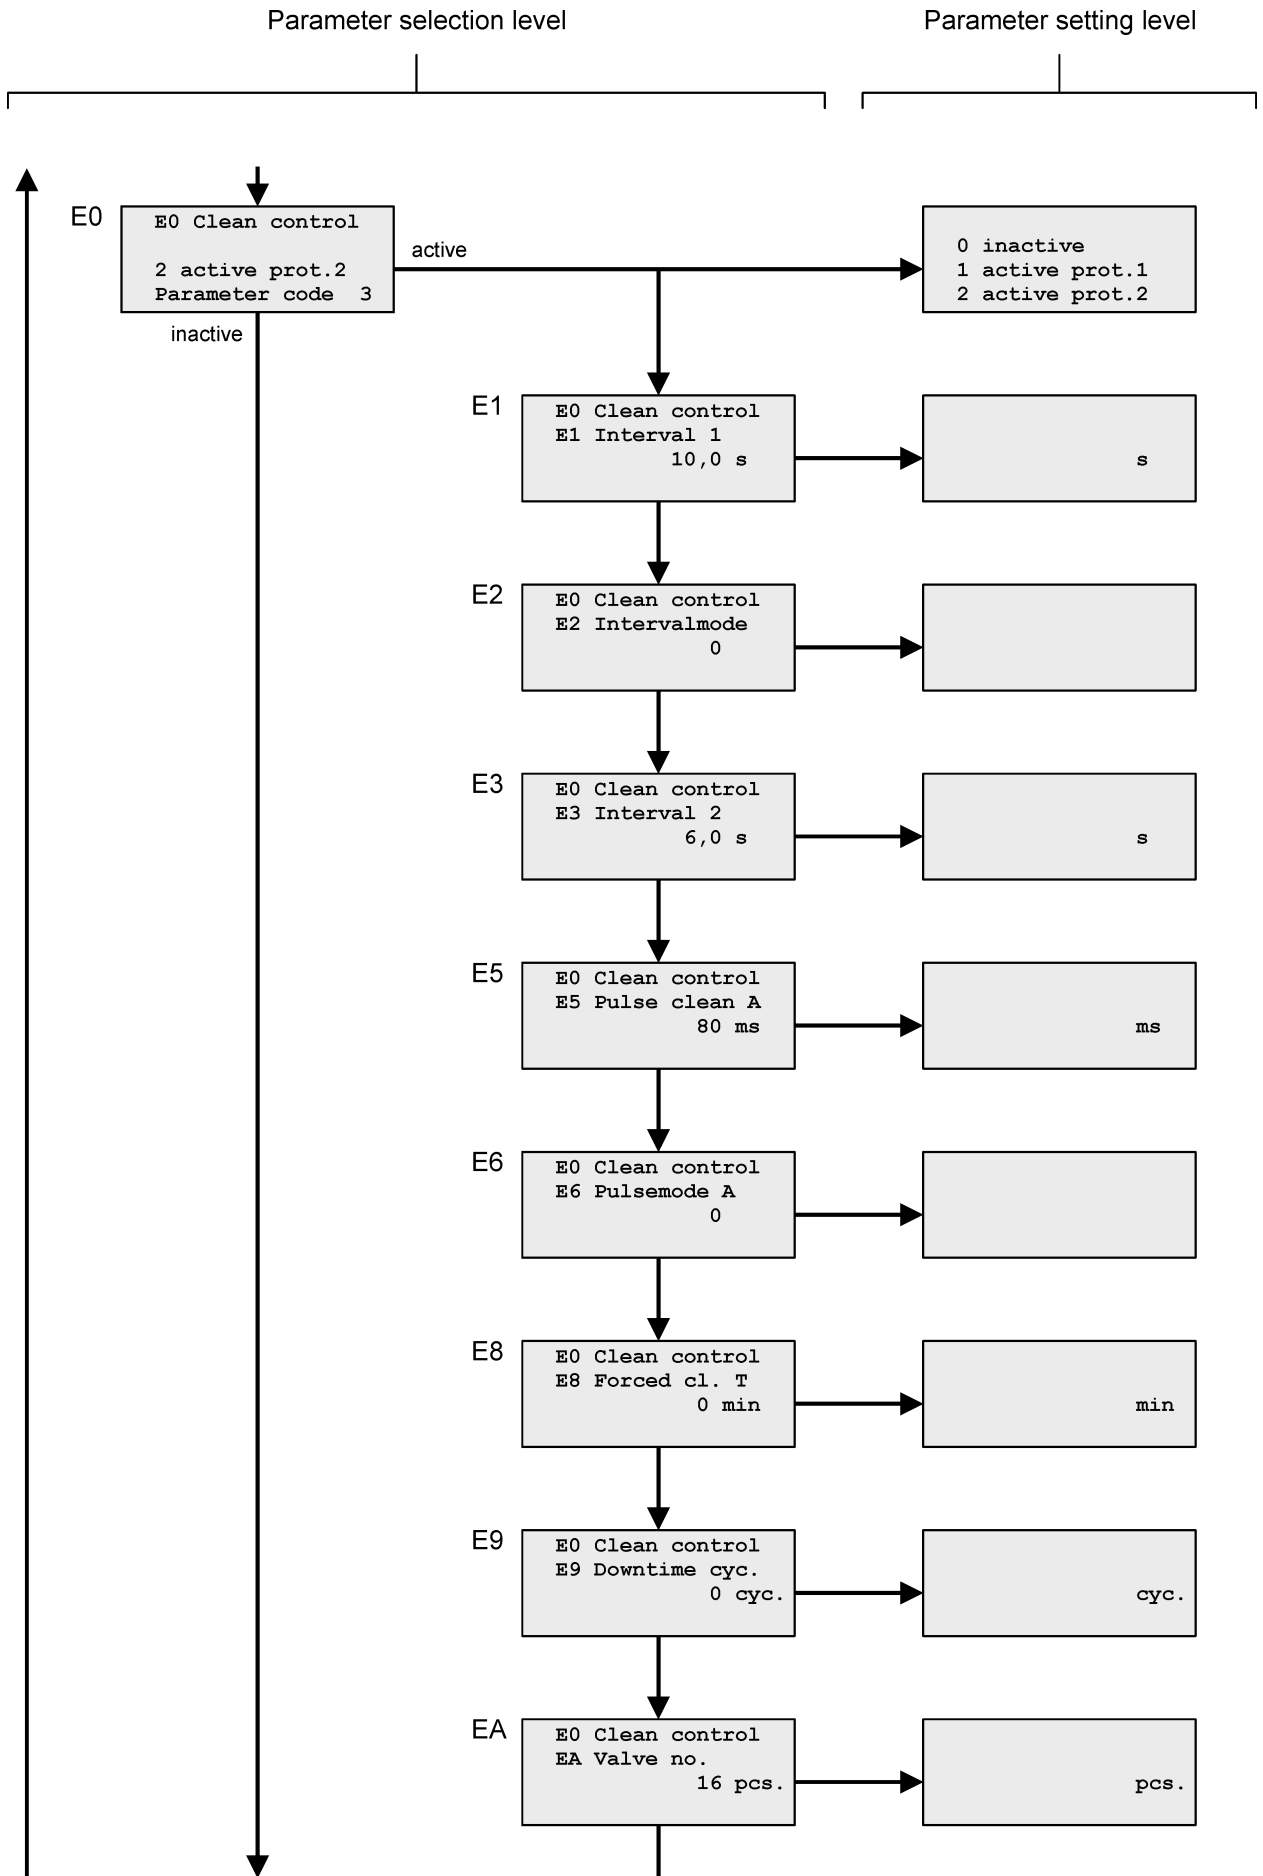 Parameter selection level
Parameter setting level
E0
E0 Clean control
2 active prot.2
Parameter code 3
active
inactive
0 inactive
1 active prot.1
2 active prot.2
E1
E0 Clean control
E1 Interval 1
10,0 s
s
E2
E0 Clean control
E2 Intervalmode
0
E3
E0 Clean control
E3 Interval 2
6,0 s
s
E5
E0 Clean control
E5 Pulse clean A
80 ms
ms
E6
E0 Clean control
E6 Pulsemode A
0
E8
E0 Clean control
E8 Forced cl. T
0 min
min
E9
E0 Clean control
E9 Downtime cyc.
0 cyc.
cyc.
EA
E0 Clean control
EA Valve no.
16 pcs.
pcs.